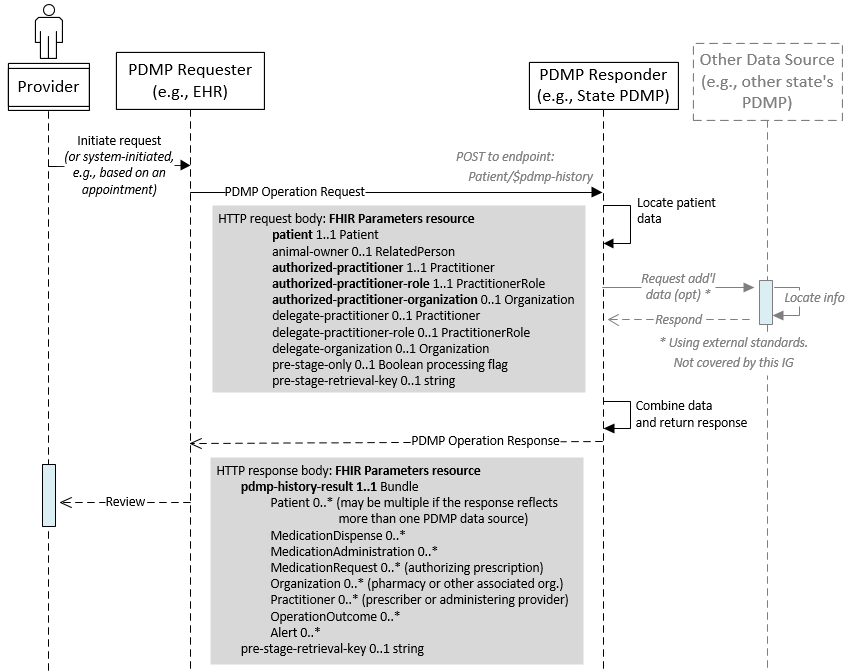 Provider
PDMP Requester
(e.g., EHR)
PDMP Responder
(e.g., State PDMP)
Other Data Source
(e.g., other state's
PDMP)
Initiate request
(or system-initiated,
e.g., based on an
appointment)
POST to endpoint:
Patient/$pdmp-history
PDMP Operation Request
Locate patient
data
HTTP request body: FHIR Parameters resource
patient 1..1 Patient
animal-owner 0..1 RelatedPerson
authorized-practitioner 1..1 Practitioner
authorized-practitioner-role 1..1 PractitionerRole
authorized-practitioner-organization 0..1 Organization
delegate-practitioner 0..1 Practitioner
delegate-practitioner-role 0..1 PractitionerRole
delegate-organization 0..1 Organization
pre-stage-only 0..1 Boolean processing flag
pre-stage-retrieval-key 0..1 string
Request add'l
data (opt) *
Locate info
Respond
* Using external standards.
Not covered by this IG
Combine data
and return response
PDMP Operation Response
HTTP response body: FHIR Parameters resource
pdmp-history-result 1..1 Bundle
Patient 0..* (may be multiple if the response reflects
more than one PDMP data source)
MedicationDispense 0..*
MedicationAdministration 0..*
MedicationRequest 0..* (authorizing prescription)
Organization 0..* (pharmacy or other associated org.)
Practitioner 0..* (prescriber or administering provider)
OperationOutcome 0..*
Alert 0..*
pre-stage-retrieval-key 0..1 string
Review